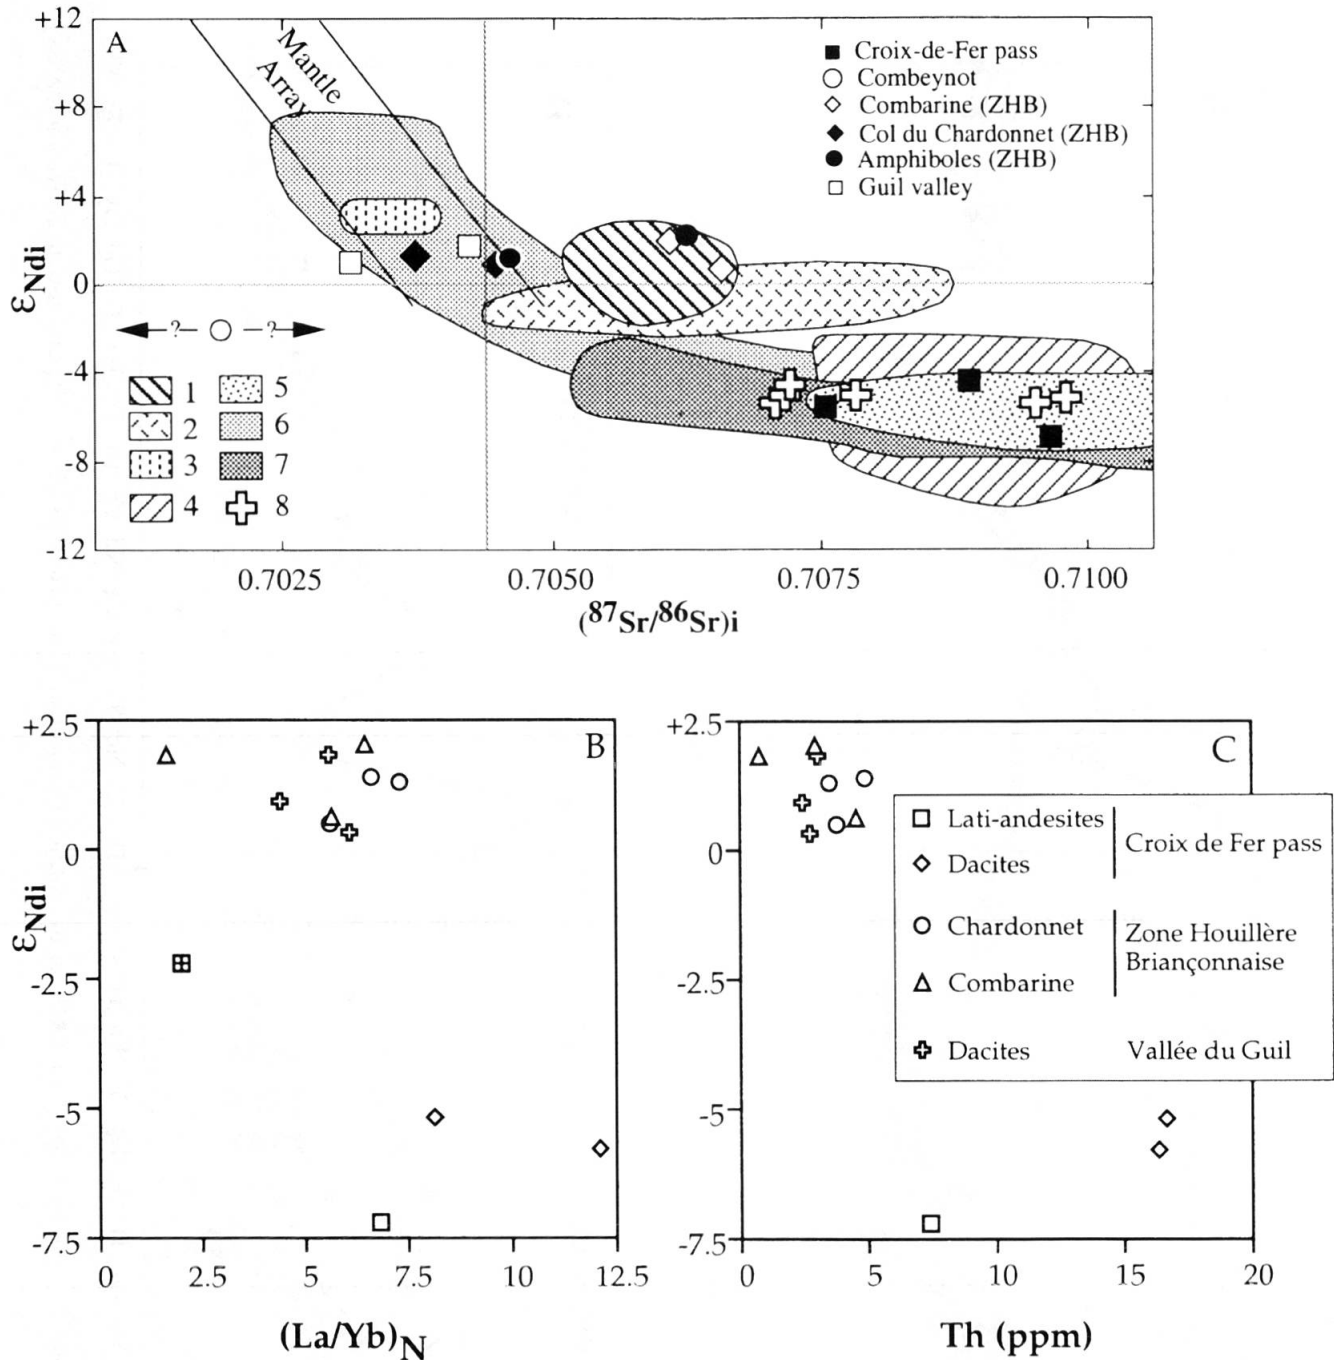 A
Mantle
Array
■ Croix-de-Fer pass
○ Combeynot
◇ Combarine (ZHB)
◆ Col du Chardonnet (ZHB)
● Amphiboles (ZHB)
□ Guil valley
+12
+8
+4
0
-4
-8
-12
εNdi
? ?
1 5
2 6
3 7
4 8
0.7025 0.7050 0.7075 0.7100
(87Sr/86Sr)i
B
+2.5
0
-2.5
-5
-7.5
εNdi
0 2.5 5 7.5 10 12.5
(La/Yb)N
C
+2.5
0
-2.5
-5
-7.5
Lati-andesites
Dacites
Croix de Fer pass
Chardonnet
Combarine
Zone Houillère
Briançonnaise
Dacites Vallée du Guil
0 5 10 15 20
Th (ppm)